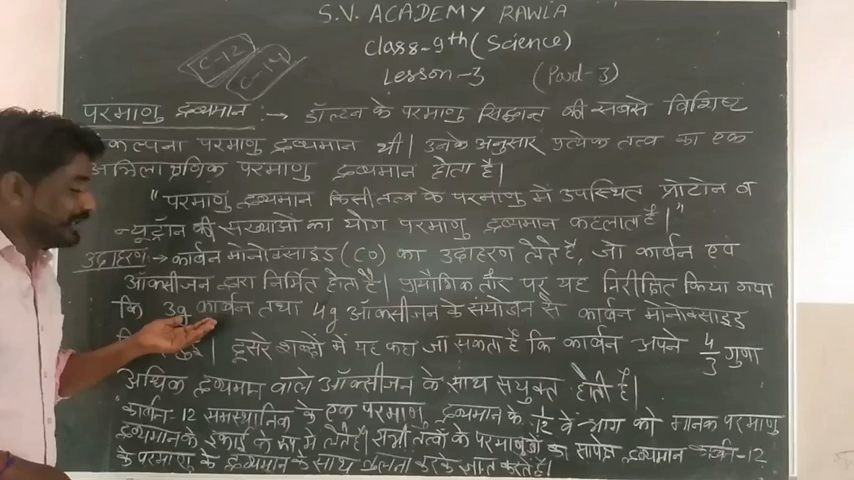 S.V. ACADEMY RAWLA
Class-9th (Science)
Lesson-3 (Pard-3)
C-12
C-14
परमाणु द्रव्यमान :→ डॉल्टन के परमाणु सिद्धान्त की सबसे विशिष्ट
कल्पना परमाणु द्रव्यमान थी। उनके अनुसार प्रत्येक तत्व का एक
अभिलाक्षणिक परमाणु द्रव्यमान होता है।
"परमाणु द्रव्यमान किसी तत्व के परमाणु में उपस्थित प्रोटोन व
न्यूट्रॉन की संख्याओं का योग परमाणु द्रव्यमान कहलाता है।"
उदाहरण → कार्बन मोनोक्साइड (CO) का उदाहरण लेते है, जो कार्बन एव
ऑक्सीजन द्वारा निर्मित होता है। प्रायौगिक तौर पर यह निरीक्षित किया गया
कि 3g कार्बन तथा 4g ऑक्सीजन के संयोजन से कार्बन मोनोक्साइड
हुई। दूसरे शब्दों में यह कहा जा सकता है कि कार्बन अपने 4/3 गुणा
अधिक द्रव्यमान वाले ऑक्सीजन के साथ सयुक्त होती है।
कार्बन-12 समस्थानिक के एक परमाणु द्रव्यमान के 1/12 वे भाग को मानक परमाणु
द्रव्यमान के इकाई के रूप में लेते है। सभी तत्वों के परमाणुओं का सापेक्ष द्रव्यमान कार्बन-12
के परमाणु के द्रव्यमान के साथ तुलना करके प्राप्त करते है।